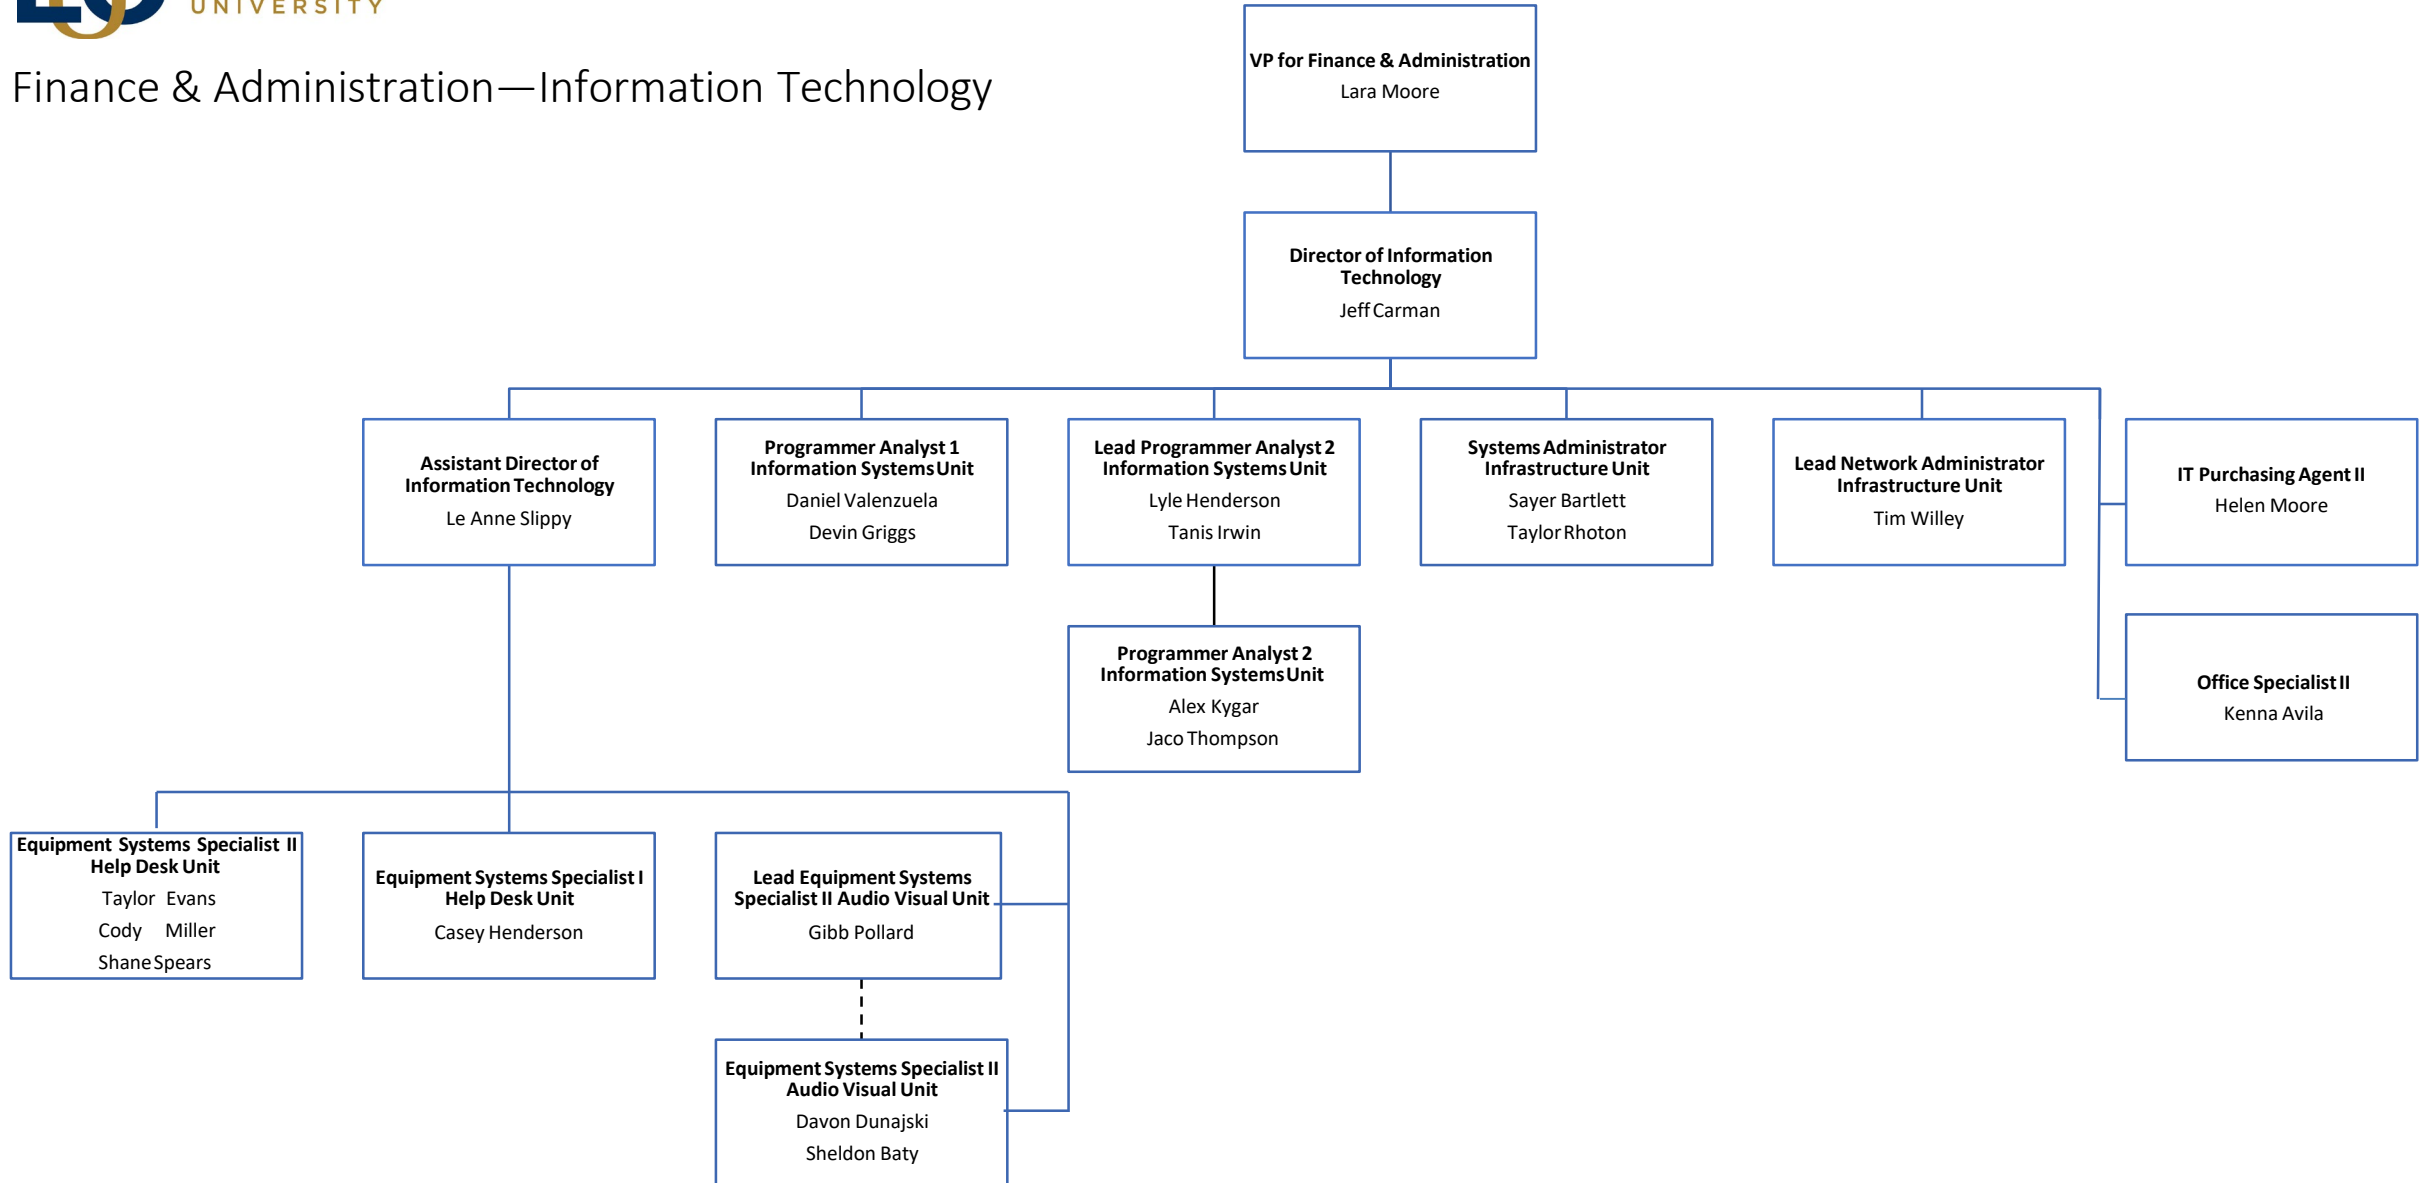 UNIVERSITY
Finance & Administration—Information Technology
VP for Finance & Administration
Lara Moore
Director of Information
Technology
Jeff Carman
Assistant Director of
Information Technology
Le Anne Slippy
Programmer Analyst 1
Information Systems Unit
Daniel Valenzuela
Devin Griggs
Lead Programmer Analyst 2
Information Systems Unit
Lyle Henderson
Tanis Irwin
Systems Administrator
Infrastructure Unit
Sayer Bartlett
Taylor Rhoton
Lead Network Administrator
Infrastructure Unit
Tim Willey
IT Purchasing Agent II
Helen Moore
Programmer Analyst 2
Information Systems Unit
Alex Kygar
Jaco Thompson
Office Specialist II
Kenna Avila
Equipment Systems Specialist II
Help Desk Unit
Taylor Evans
Cody Miller
Shane Spears
Equipment Systems Specialist I
Help Desk Unit
Casey Henderson
Lead Equipment Systems
Specialist II Audio Visual Unit
Gibb Pollard
Equipment Systems Specialist II
Audio Visual Unit
Davon Dunajski
Sheldon Baty